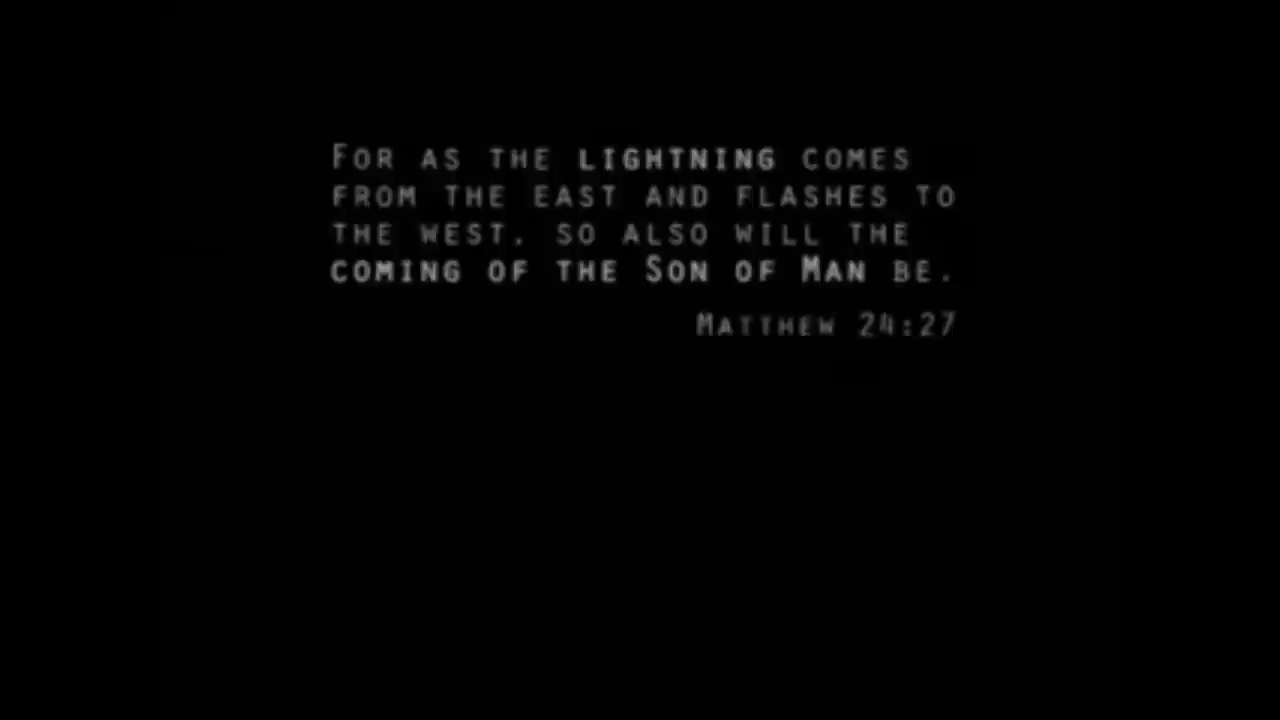 For as the lightning comes
from the east and flashes to
the west, so also will the
coming of the Son of Man be.
Matthew 24:27